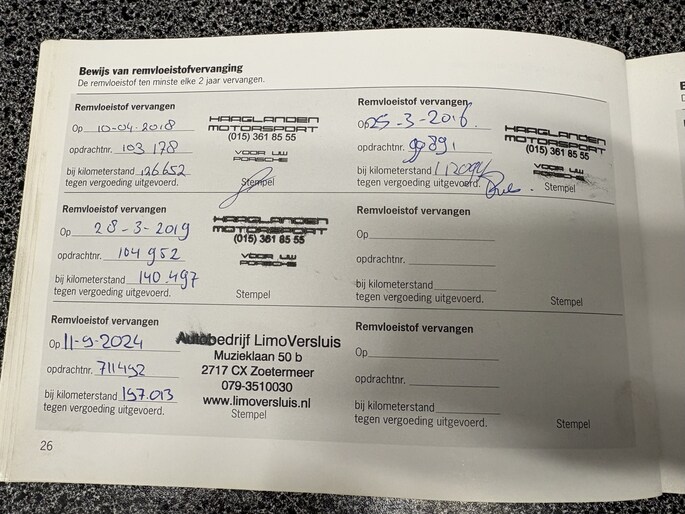 Bewijs van remvloeistofvervanging
De remvloeistof ten minste elke 2 jaar vervangen.
Remvloeistof vervangen
Op 10-04-2018
opdrachtnr. 103 178
bij kilometerstand 126652
tegen vergoeding uitgevoerd.
HAAGLANDEN
MOTORSPORT
(015) 361 85 55
VOOR UW
PORSCHE
Stempel
Remvloeistof vervangen
Op 25-3-2016.
opdrachtnr.
bij kilometerstand
tegen vergoeding uitgevoerd.
HAAGLANDEN
MOTORSPORT
(015) 361 85 55
VOOR UW
PORSCHE
Stempel
Remvloeistof vervangen
Op 28-3-2019
opdrachtnr. 104952
bij kilometerstand 140.497
tegen vergoeding uitgevoerd.
HAAGLANDEN
MOTORSPORT
(015) 361 85 55
VOOR UW
PORSCHE
Stempel
Remvloeistof vervangen
Op
opdrachtnr.
bij kilometerstand
tegen vergoeding uitgevoerd.
Stempel
Remvloeistof vervangen
Op 11-9-2024
opdrachtnr. 711492
bij kilometerstand 157.013
tegen vergoeding uitgevoerd.
Autobedrijf LimoVersluis
Muzieklaan 50 b
2717 CX Zoetermeer
079-3510030
www.limoversluis.nl
Stempel
Remvloeistof vervangen
Op
opdrachtnr.
bij kilometerstand
tegen vergoeding uitgevoerd.
Stempel
26